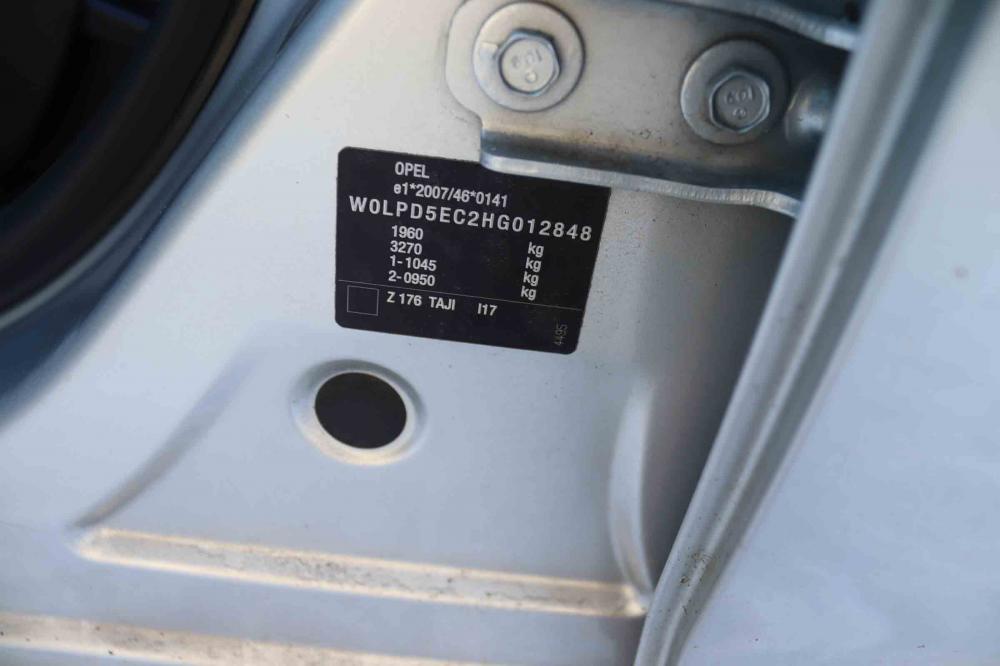 OPEL
e1*2007/46*0141
W0LPD5EC2HG012848
1960 kg
3270 kg
1-1045 kg
2-0950 kg
Z 176 TAJI I17
4495